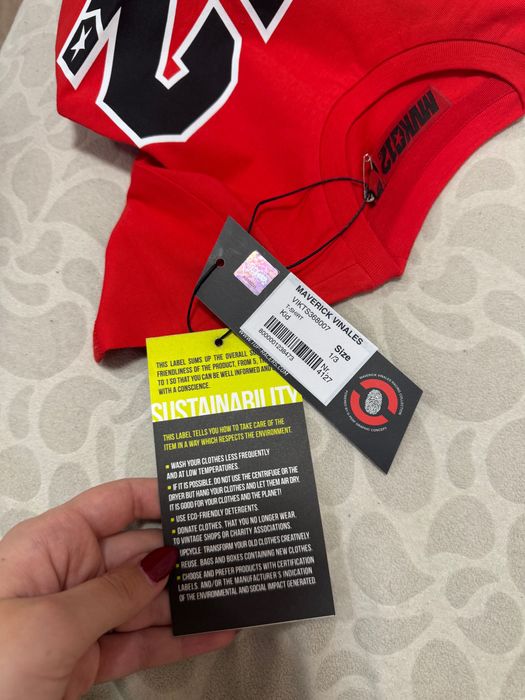 MVK☆12
MAVERICK VINALES
VIKTS368007
T-SHIRT
Kid
Size
1/3
8000001238473
Nr.
4127
THIS LABEL SUMS UP THE OVERALL
FRIENDLINESS OF THE PRODUCT, FROM 5,
TO 1 SO THAT YOU CAN BE WELL INFORMED AND
WITH A CONSCIENCE.
SUSTAINABILITY
THIS LABEL TELLS YOU HOW TO TAKE CARE OF THE
ITEM IN A WAY WHICH RESPECTS THE ENVIRONMENT.
▪ WASH YOUR CLOTHES LESS FREQUENTLY
AND AT LOW TEMPERATURES.
▪ IF IT IS POSSIBLE, DO NOT USE THE CENTRIFUGE OR THE
DRYER BUT HANG YOUR CLOTHES AND LET THEM AIR DRY.
IT IS GOOD FOR YOUR CLOTHES AND THE PLANET!
▪ USE ECO-FRIENDLY DETERGENTS.
▪ DONATE CLOTHES, THAT YOU NO LONGER WEAR,
TO VINTAGE SHOPS OR CHARITY ASSOCIATIONS.
UPCYCLE TRANSFORM YOUR OLD CLOTHES CREATIVELY
▪ REUSE BAGS AND BOXES CONTAINING NEW CLOTHES.
▪ CHOOSE AND PREFER PRODUCTS WITH CERTIFICATION
LABELS, AND/OR THE MANUFACTURER'S INDICATION
OF THE ENVIRONMENTAL AND SOCIAL IMPACT GENERATED